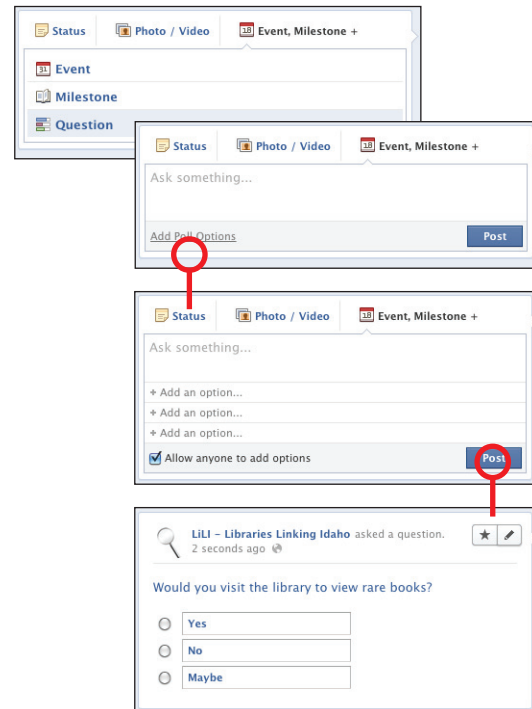 Status Photo / Video 18 Event, Milestone +
31 Event
Milestone
Question
Status Photo / Video 18 Event, Milestone +
Ask something...
Add Poll Options Post
Status Photo / Video 18 Event, Milestone +
Ask something...
+ Add an option...
+ Add an option...
+ Add an option...
Allow anyone to add options Post
LiLI – Libraries Linking Idaho asked a question.
2 seconds ago
Would you visit the library to view rare books?
Yes
No
Maybe